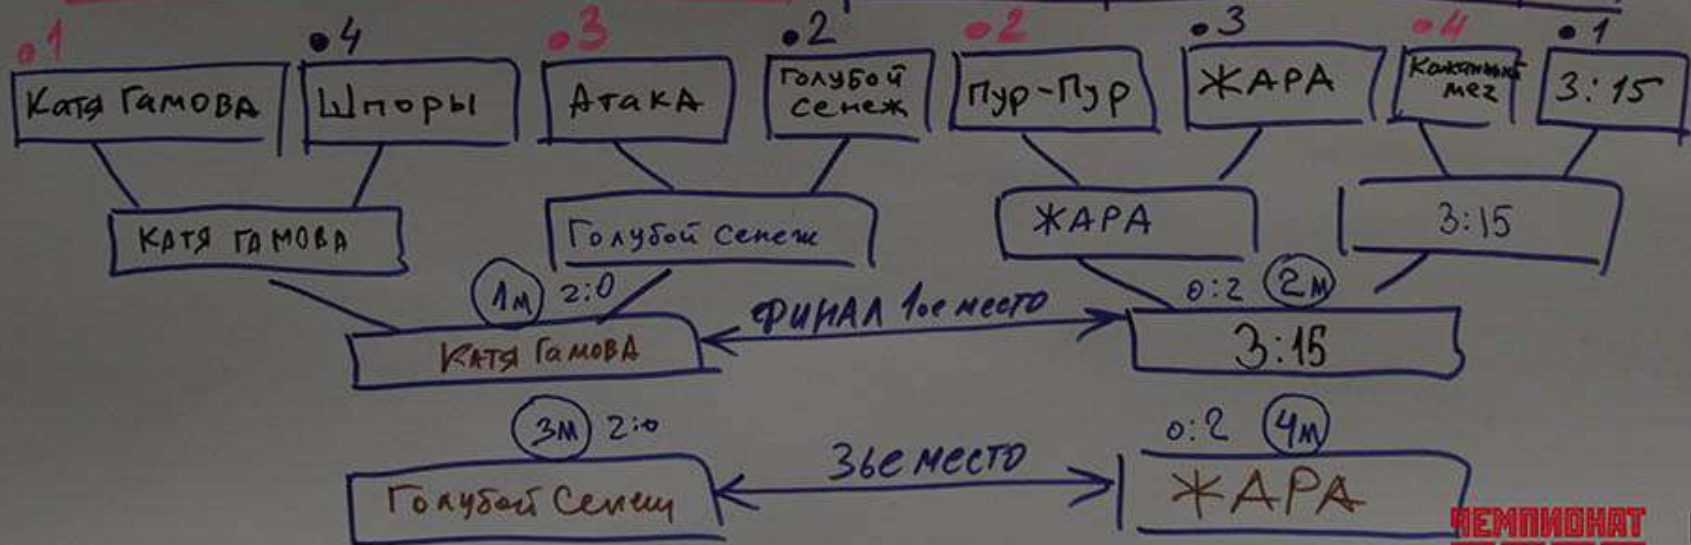 •1 •4 •3 •2 •2 •3 •4 •1
Катя Гамова Шпоры Атака Голубой Пур-Пур ЖАРА 3:15
сенеж меч
КАТЯ ГАМОВА Голубой Сенеж ЖАРА 3:15
1м 2:0 ФИНАЛ 1ое место 0:2 2м
Катя Гамова 3:15
3м 2:0 3ье место 0:2 4м
Голубой Сенеж ЖАРА
ЧЕМПИОНАТ